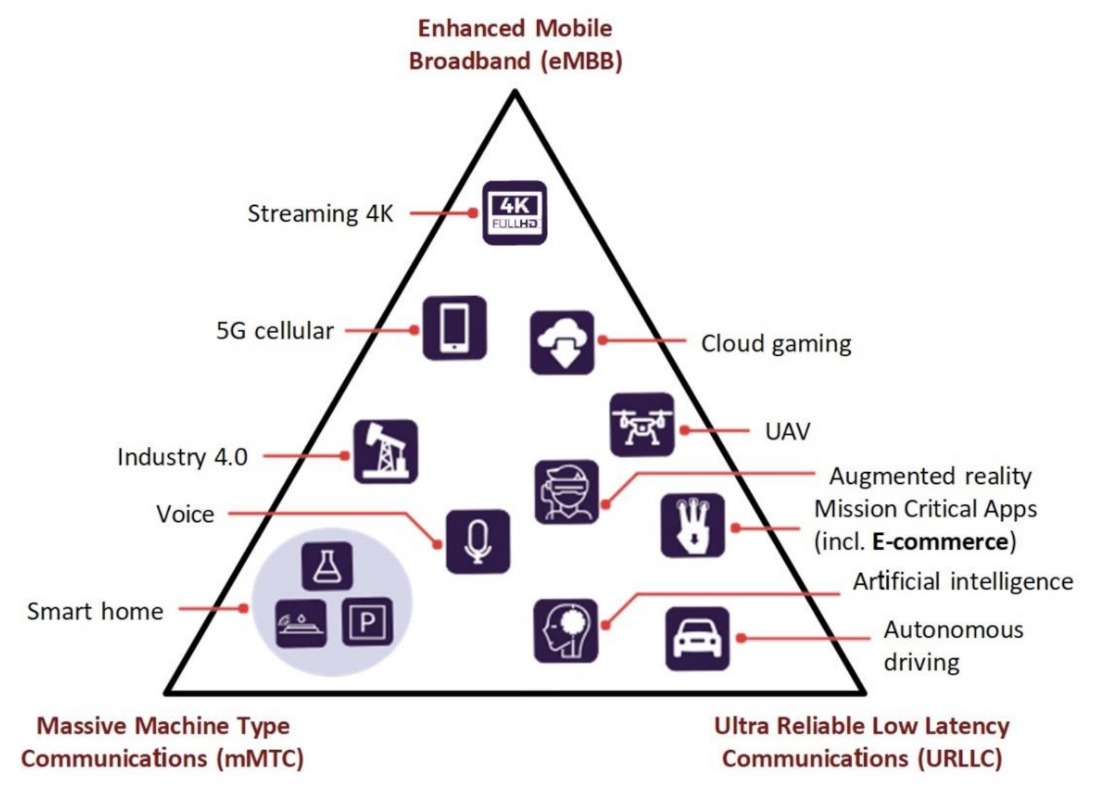 Enhanced Mobile
Broadband (eMBB)
Streaming 4K
4K
FULLHD
5G cellular
Cloud gaming
UAV
Industry 4.0
Augmented reality
Voice
Mission Critical Apps
(incl. E-commerce)
Artificial intelligence
Smart home
P
Autonomous
driving
Massive Machine Type
Communications (mMTC)
Ultra Reliable Low Latency
Communications (URLLC)